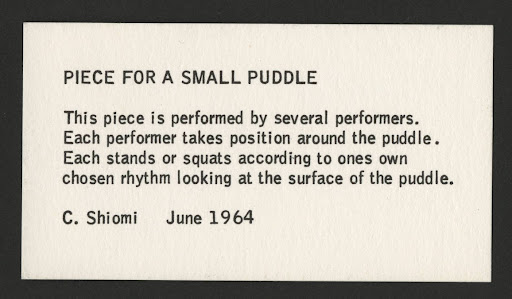 PIECE FOR A SMALL PUDDLE
This piece is performed by several performers.
Each performer takes position around the puddle.
Each stands or squats according to ones own
chosen rhythm looking at the surface of the puddle.
C. Shiomi June 1964